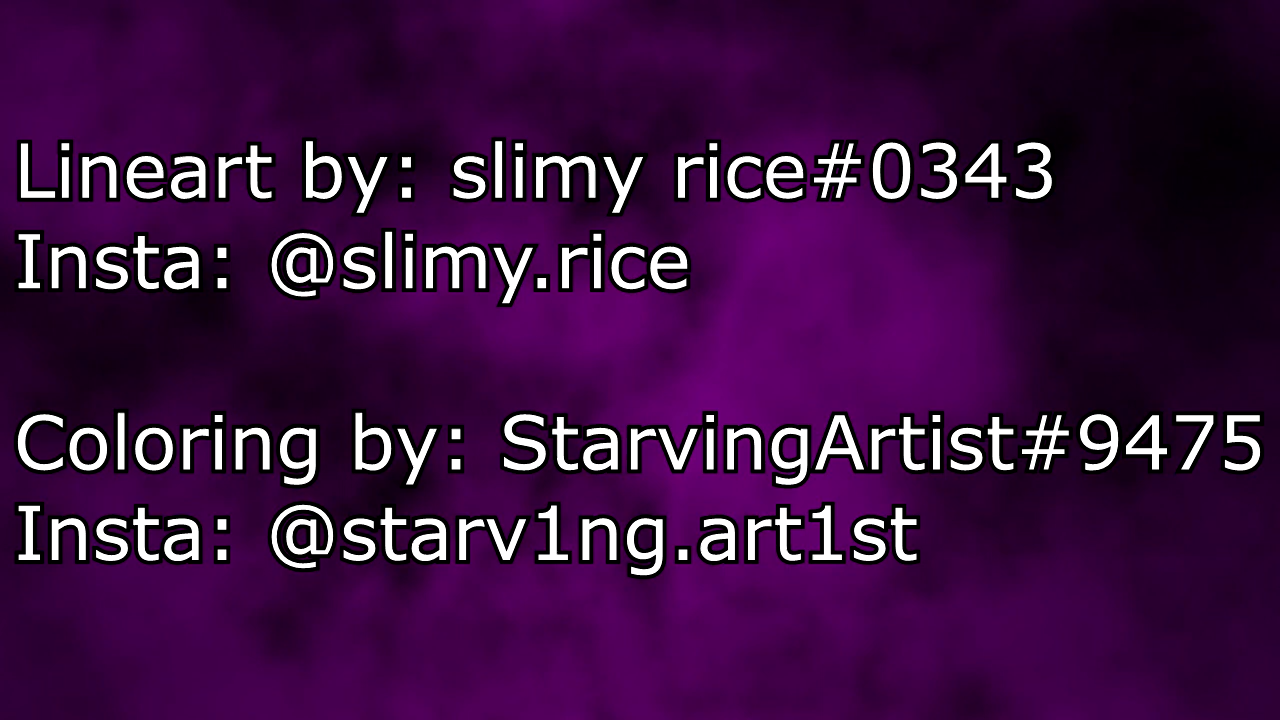 Lineart by: slimy rice#0343
Insta: @slimy.rice
Coloring by: StarvingArtist#9475
Insta: @starv1ng.art1st